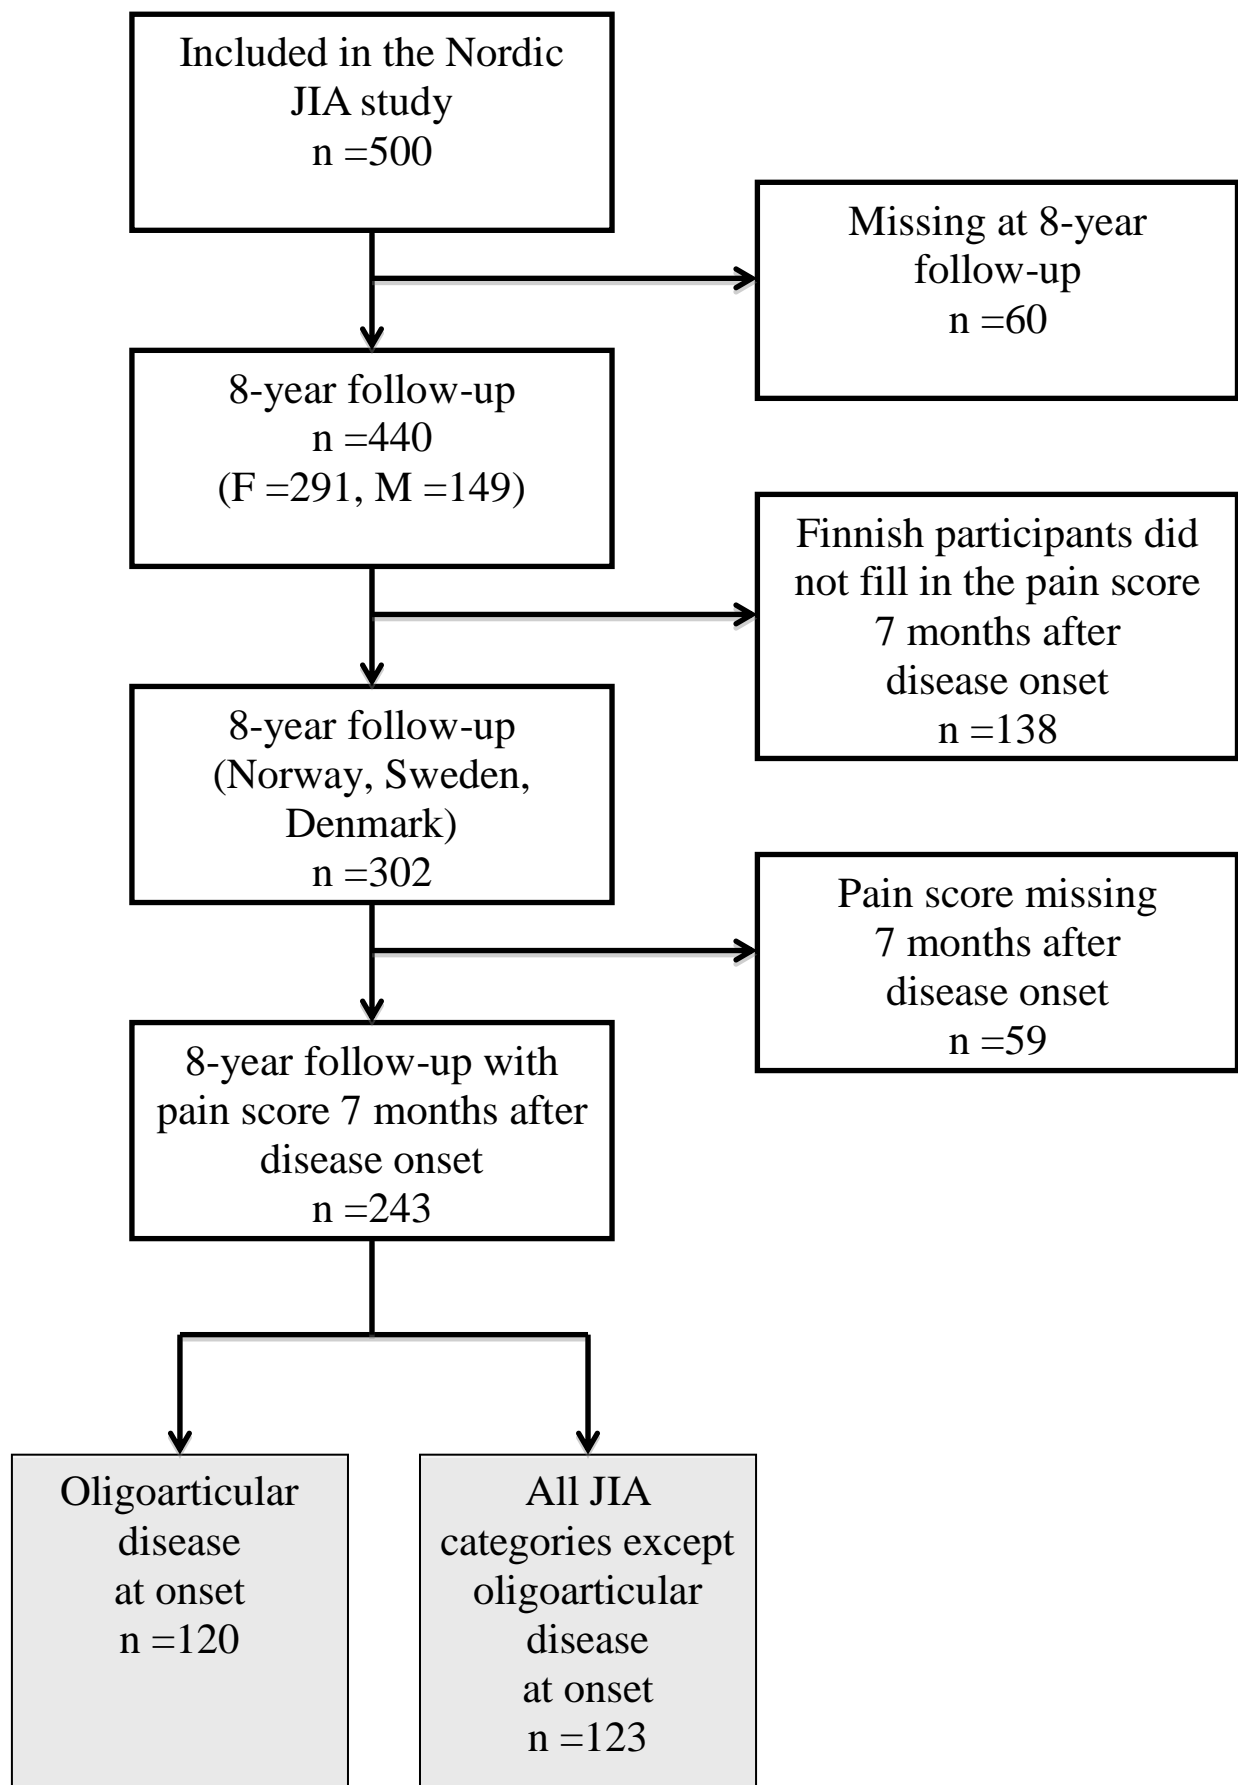 Included in the Nordic
JIA study
n =500
Missing at 8-year
follow-up
n =60
8-year follow-up
n =440
(F =291, M =149)
Finnish participants did
not fill in the pain score
7 months after
disease onset
n =138
8-year follow-up
(Norway, Sweden,
Denmark)
n =302
Pain score missing
7 months after
disease onset
n =59
8-year follow-up with
pain score 7 months after
disease onset
n =243
Oligoarticular
disease
at onset
n =120
All JIA
categories except
oligoarticular
disease
at onset
n =123